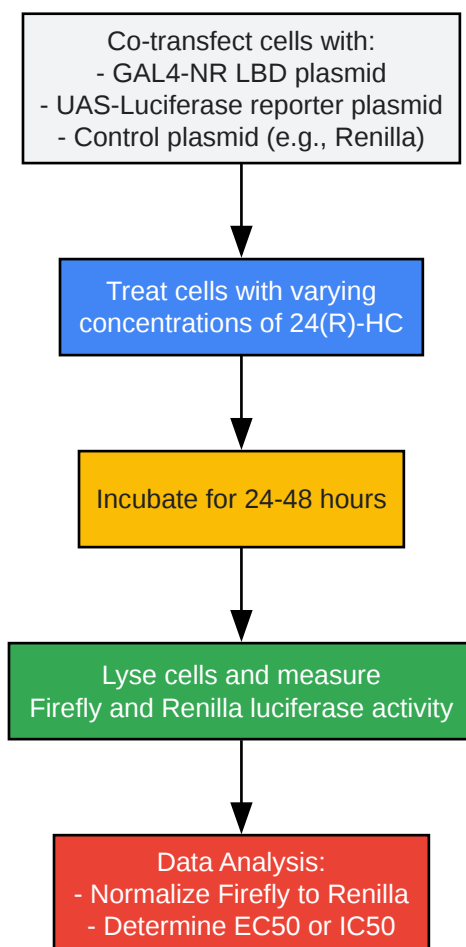 Co-transfect cells with:
- GAL4-NR LBD plasmid
- UAS-Luciferase reporter plasmid
- Control plasmid (e.g., Renilla)
Treat cells with varying
concentrations of 24(R)-HC
Incubate for 24-48 hours
Lyse cells and measure
Firefly and Renilla luciferase activity
Data Analysis:
- Normalize Firefly to Renilla
- Determine EC50 or IC50